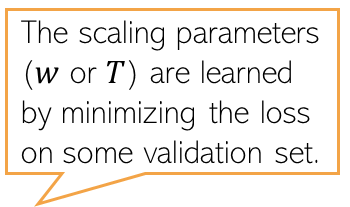 The scaling parameters
(w or T) are learned
by minimizing the loss
on some validation set.